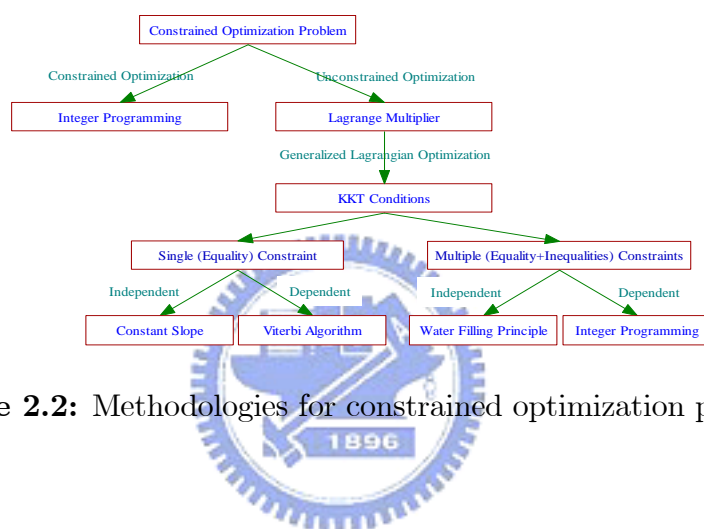 Constrained Optimization Problem
Constrained Optimization Unconstrained Optimization
Integer Programming Lagrange Multiplier
Generalized Lagrangian Optimization
KKT Conditions
Single (Equality) Constraint Multiple (Equality+Inequalities) Constraints
Independent Dependent Independent Dependent
Constant Slope Viterbi Algorithm Water Filling Principle Integer Programming
e 2.2: Methodologies for constrained optimization p
1896